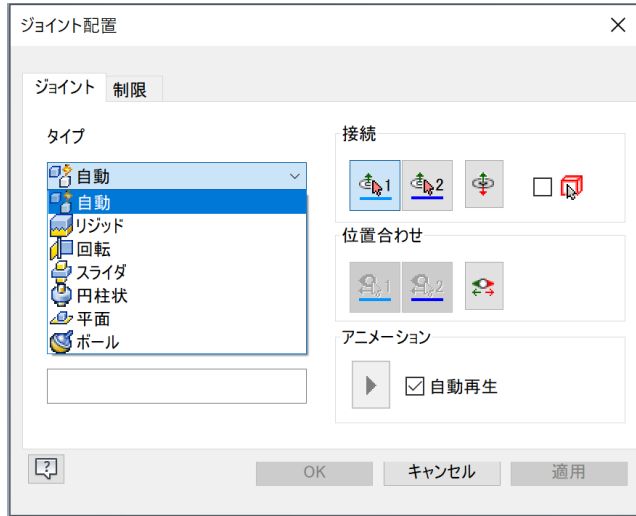 ジョイント配置
ジョイント
制限
タイプ
自動
自動
リジッド
回転
スライダ
円柱状
平面
ボール
接続
1
2
位置合わせ
1
2
アニメーション
自動再生
OK
キャンセル
適用